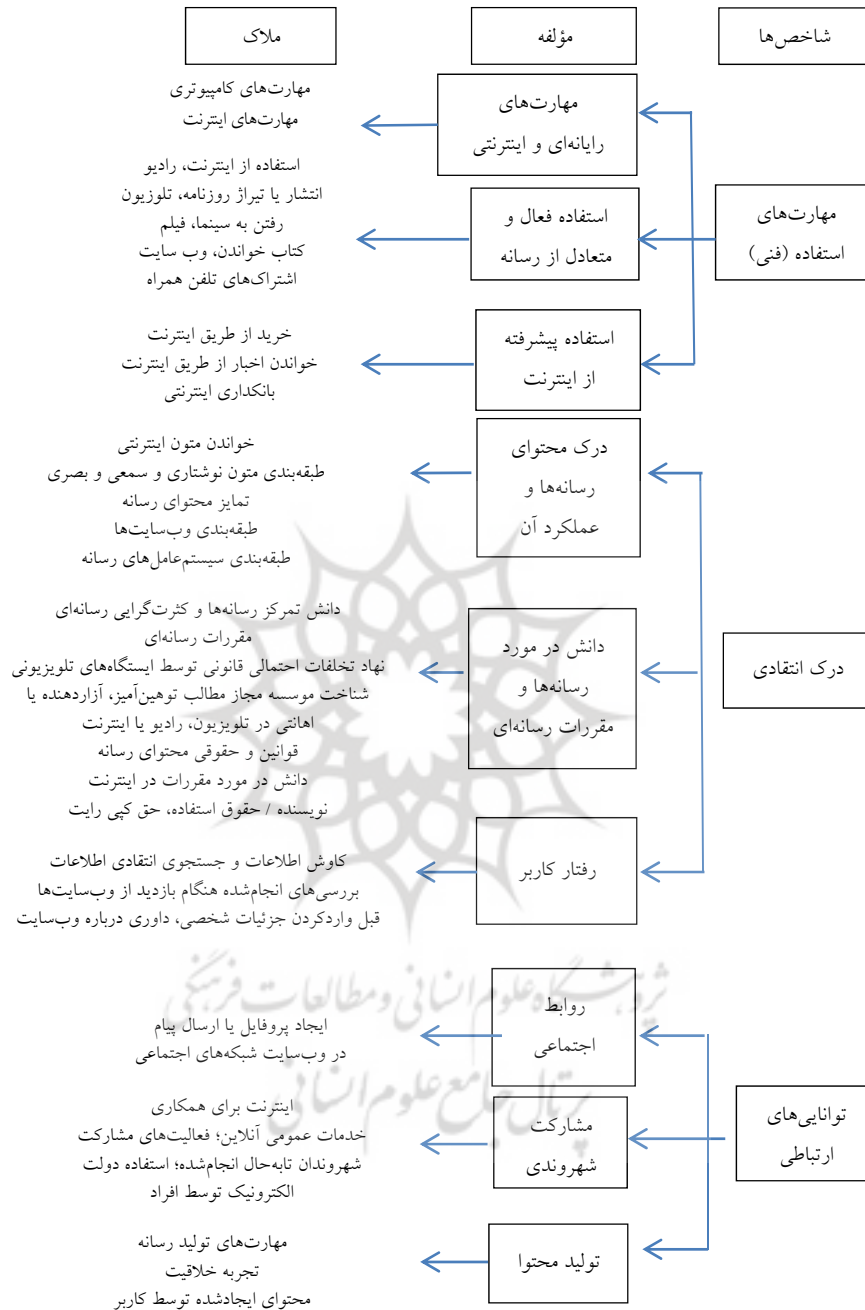 شاخص‌ها
مؤلفه
ملاک
مهارت‌های
استفاده (فنی)
مهارت‌های
رایانه‌ای و اینترنتی
مهارت‌های کامپیوتری
مهارت‌های اینترنت
استفاده فعال و
متعادل از رسانه
استفاده از اینترنت، رادیو
انتشار یا تیراژ روزنامه، تلوزیون
رفتن به سینما، فیلم
کتاب خواندن، وب سایت
اشتراک‌های تلفن همراه
استفاده پیشرفته
از اینترنت
خرید از طریق اینترنت
خواندن اخبار از طریق اینترنت
بانکداری اینترنتی
درک انتقادی
درک محتوای
رسانه‌ها و
عملکرد آن
خواندن متون اینترنتی
طبقه‌بندی متون نوشتاری و سمعی و بصری
تمایز محتوای رسانه
طبقه‌بندی وب‌سایت‌ها
طبقه‌بندی سیستم‌عامل‌های رسانه
دانش در مورد
رسانه‌ها و
مقررات رسانه‌ای
دانش تمرکز رسانه‌ها و کثرت‌گرایی رسانه‌ای
مقررات رسانه‌ای
نهاد تخلفات احتمالی قانونی توسط ایستگاه‌های تلویزیونی
شناخت موسسه مجاز مطالب توهین‌آمیز، آزاردهنده یا
اهانتی در تلویزیون، رادیو یا اینترنت
قوانین و حقوقی محتوای رسانه
دانش در مورد مقررات در اینترنت
نویسنده / حقوق استفاده، حق کپی رایت
رفتار کاربر
کاوش اطلاعات و جستجوی انتقادی اطلاعات
بررسی‌های انجام‌شده هنگام بازدید از وب‌سایت‌ها
قبل واردکردن جزئیات شخصی، داوری درباره وب‌سایت
پژوهشگاه علوم انسانی و مطالعات فرهنگی
پرتال جامع علوم انسانی
توانایی‌های
ارتباطی
روابط
اجتماعی
ایجاد پروفایل یا ارسال پیام
در وب‌سایت شبکه‌های اجتماعی
مشارکت
شهروندی
اینترنت برای همکاری
خدمات عمومی آنلاین؛ فعالیت‌های مشارکت
شهروندان تابه‌حال انجام‌شده؛ استفاده دولت
الکترونیک توسط افراد
تولید محتوا
مهارت‌های تولید رسانه
تجربه خلاقیت
محتوای ایجادشده توسط کاربر